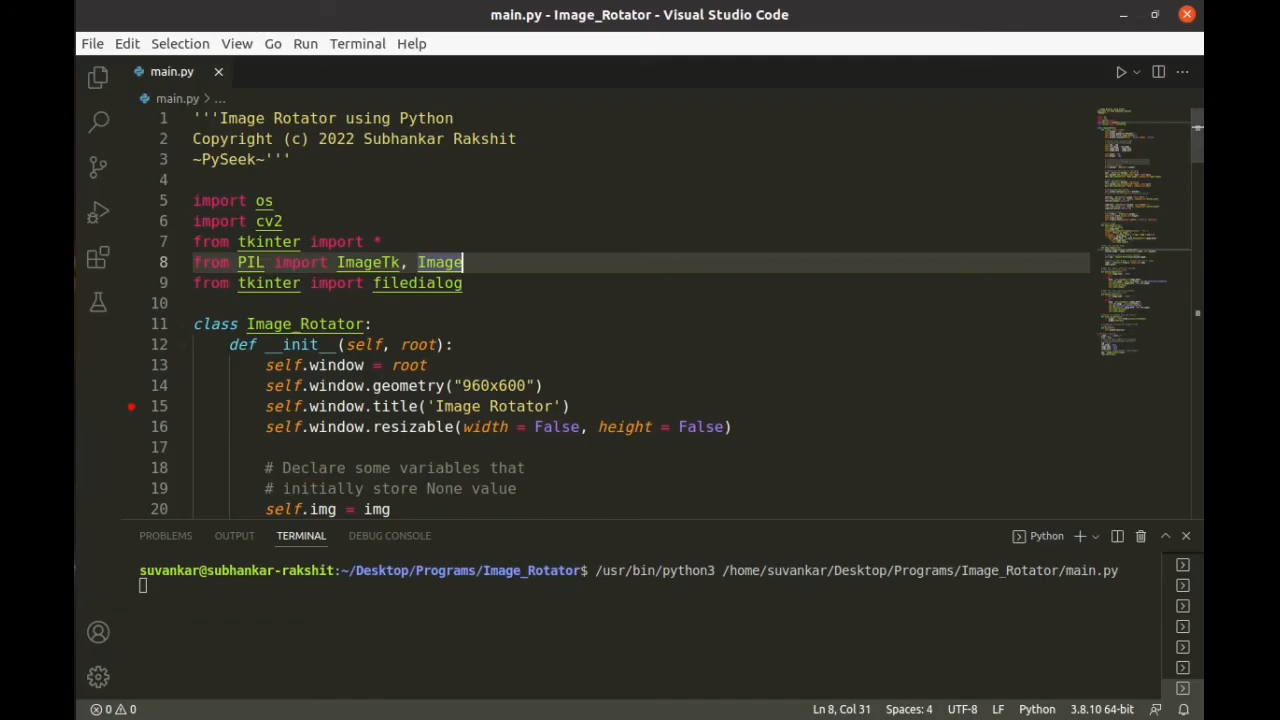 main.py - Image_Rotator - Visual Studio Code
File Edit Selection View Go Run Terminal Help
main.py
main.py > ...
1 '''Image Rotator using Python
2 Copyright (c) 2022 Subhankar Rakshit
3 ~PySeek~'''
4
5 import os
6 import cv2
7 from tkinter import *
8 from PIL import ImageTk, Image
9 from tkinter import filedialog
10
11 class Image_Rotator:
12 def __init__(self, root):
13 self.window = root
14 self.window.geometry("960x600")
15 self.window.title('Image Rotator')
16 self.window.resizable(width = False, height = False)
17
18 # Declare some variables that
19 # initially store None value
20 self.img = img
PROBLEMS OUTPUT TERMINAL DEBUG CONSOLE Python
suvankar@subhankar-rakshit:~/Desktop/Programs/Image_Rotator$ /usr/bin/python3 /home/suvankar/Desktop/Programs/Image_Rotator/main.py
0 0 Ln 8, Col 31 Spaces: 4 UTF-8 LF Python 3.8.10 64-bit